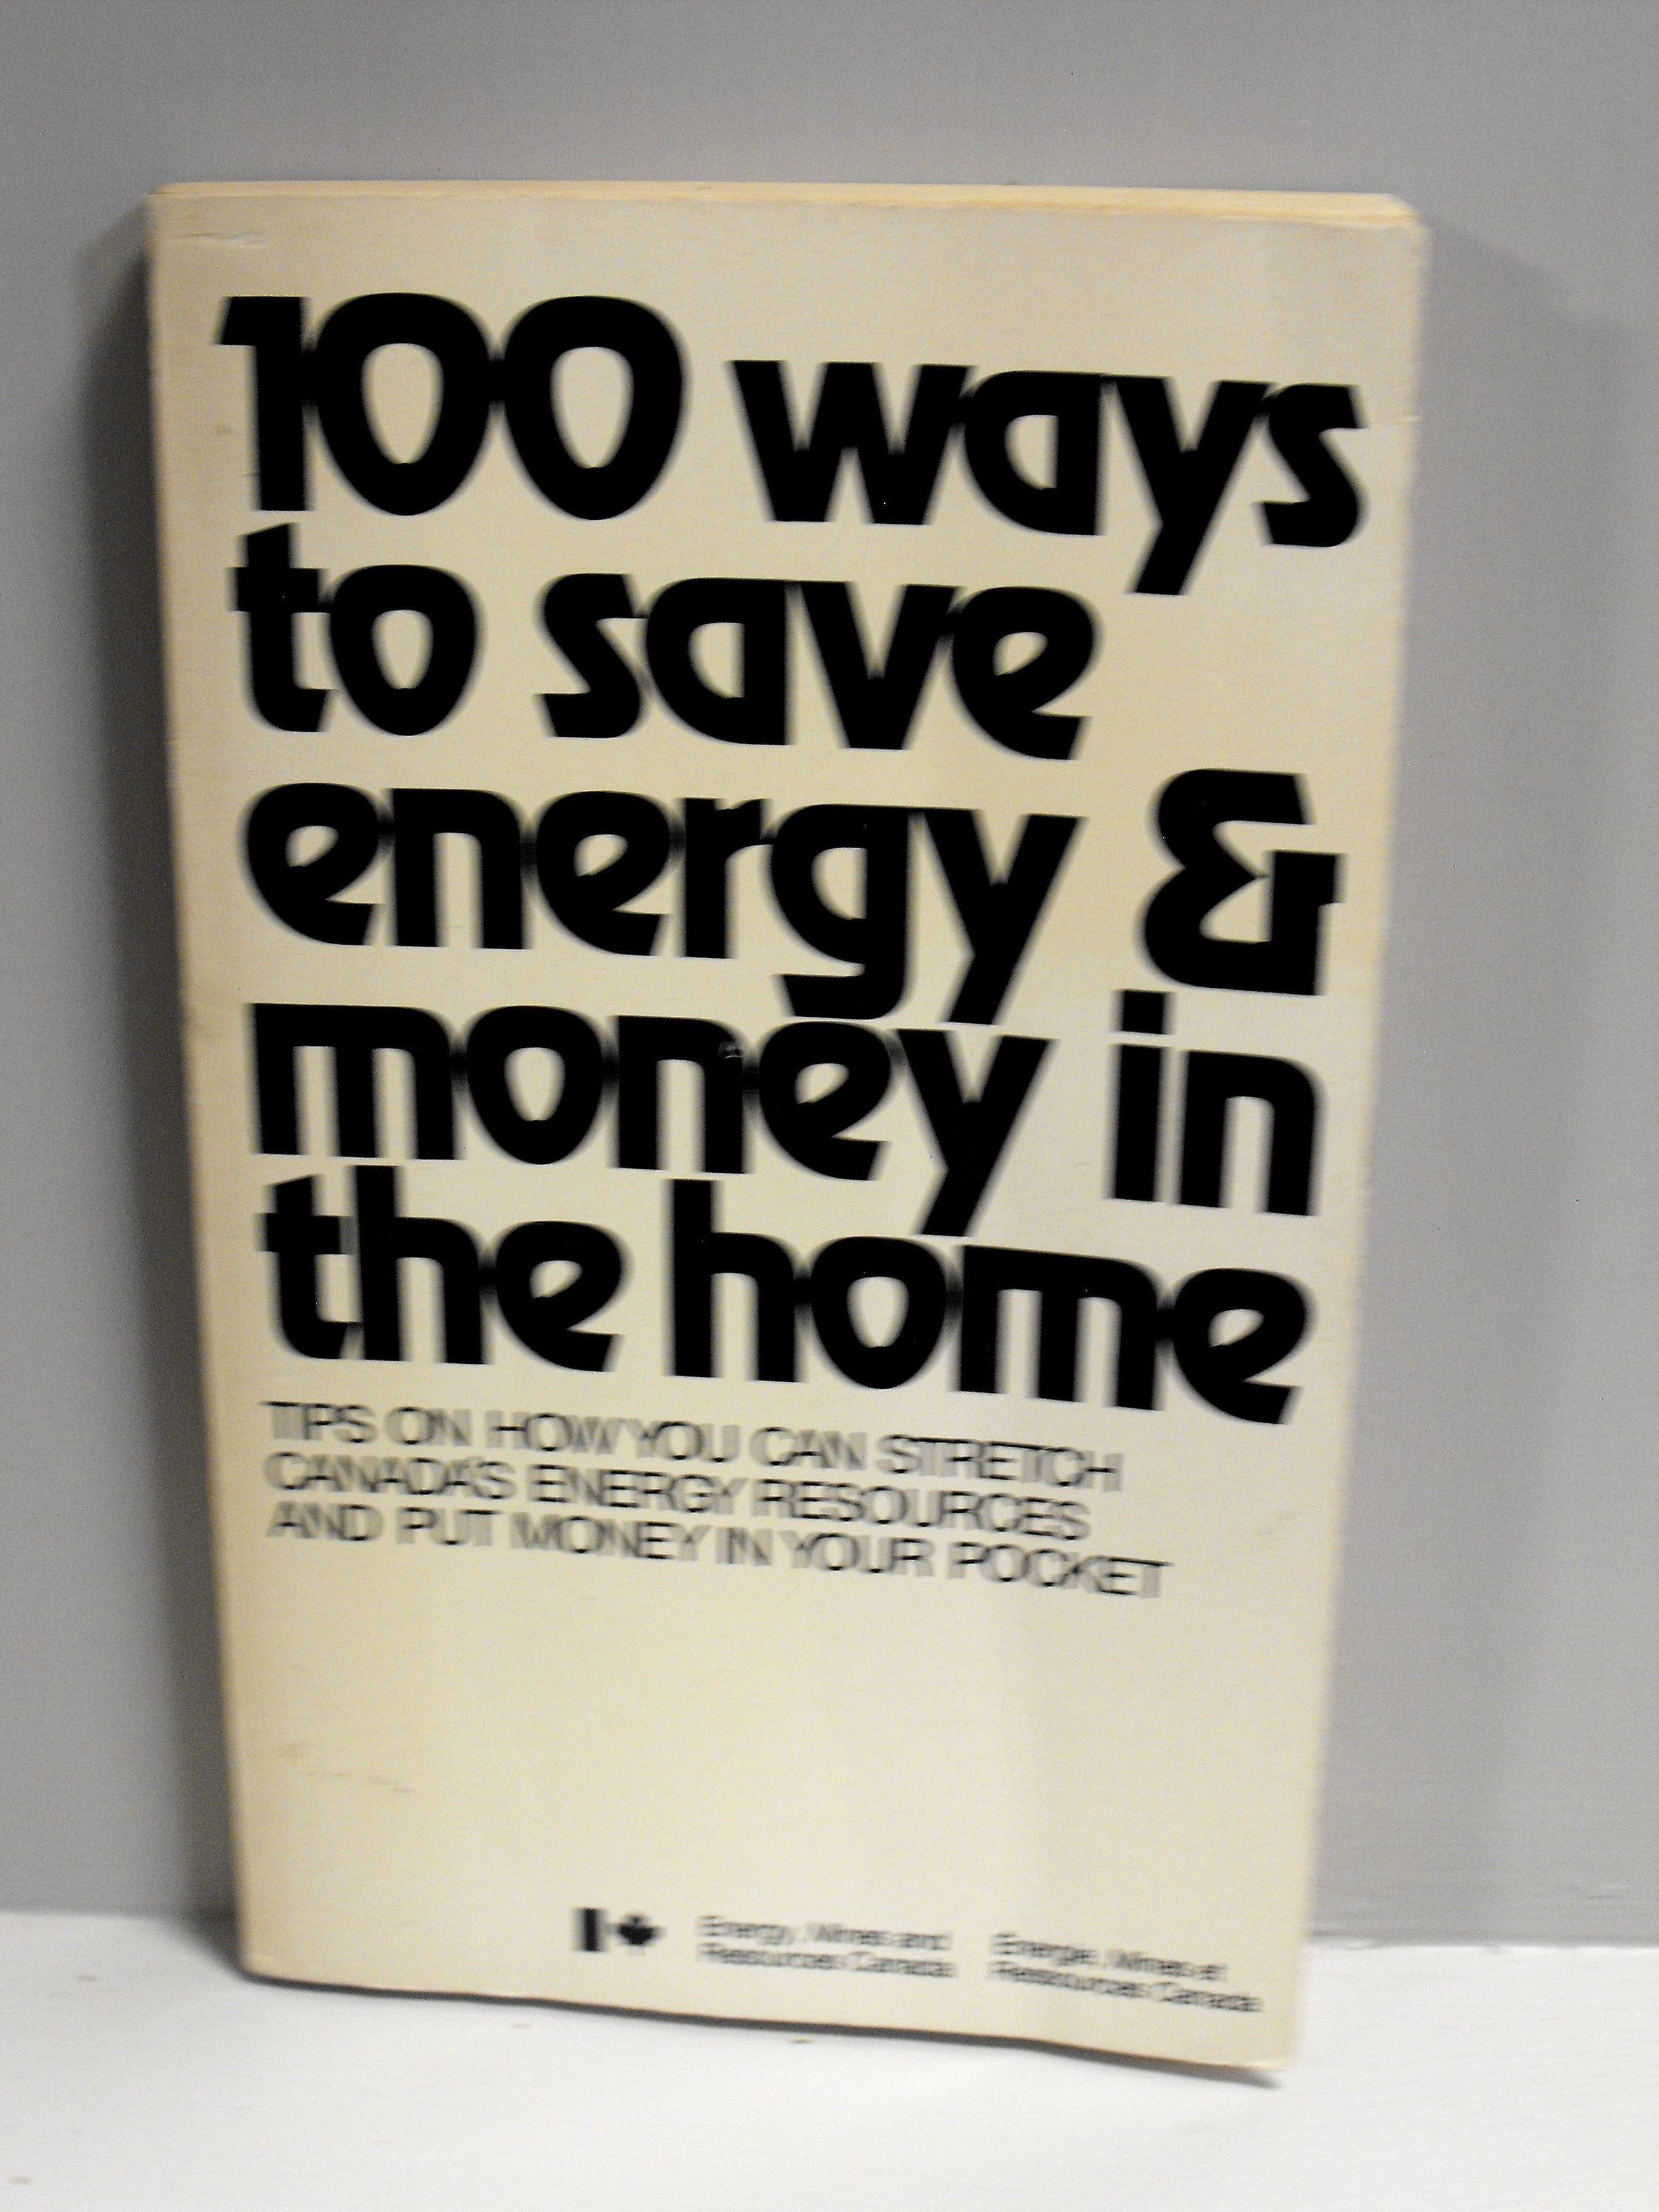 100 ways
to save
energy &
money in
the home
TIPS ON HOW YOU CAN STRETCH
CANADA'S ENERGY RESOURCES
AND PUT MONEY IN YOUR POCKET
Energy, Mines and
Resources Canada
Énergie, Mines et
Ressources Canada